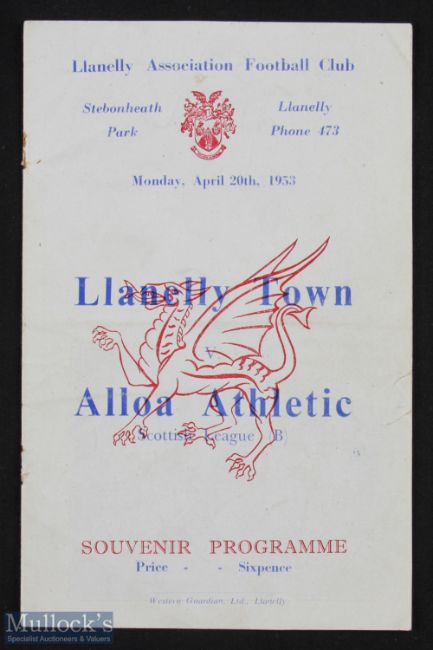 Llanelly Association Football Club
Stebonheath Park
Llanelly Phone 473
Monday, April 20th, 1953
Llanelly Town
v
Alloa Athletic
Scottish League (B)
SOUVENIR PROGRAMME
Price - - Sixpence
Western Guardian, Ltd., Llanelly
Mullock's
Specialist Auctioneers & Valuers